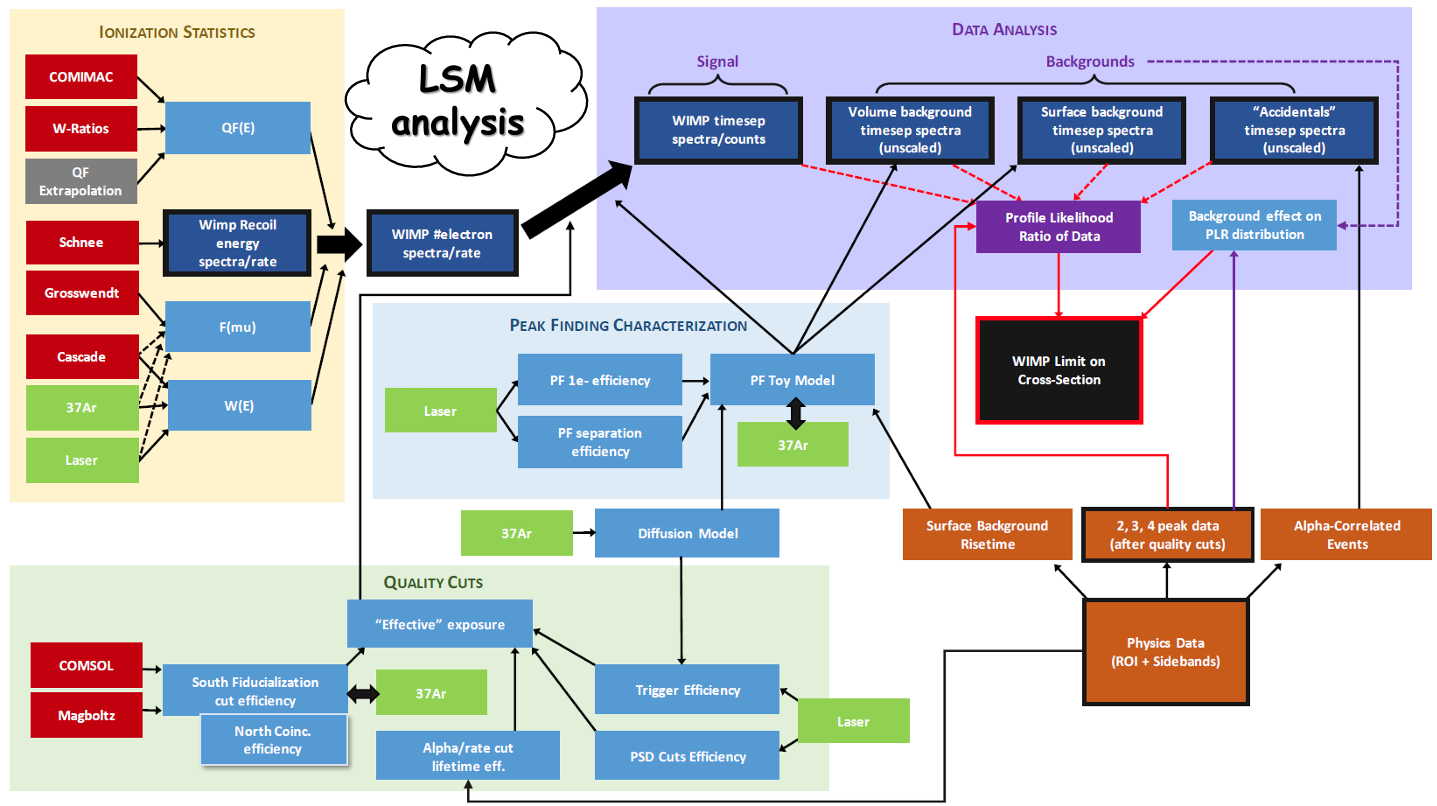 IONIZATION STATISTICS
COMIMAC
W-Ratios
QF
Extrapolation
QF(E)
Schnee
Grosswendt
Cascade
37Ar
Laser
Wimp Recoil
energy
spectra/rate
F(mu)
W(E)
LSM
analysis
WIMP #electron
spectra/rate
DATA ANALYSIS
Signal
Backgrounds
WIMP timesep
spectra/counts
Volume background
timesep spectra
(unscaled)
Surface background
timesep spectra
(unscaled)
“Accidentals”
timesep spectra
(unscaled)
Profile Likelihood
Ratio of Data
Background effect on
PLR distribution
WIMP Limit on
Cross-Section
PEAK FINDING CHARACTERIZATION
Laser
PF 1e- efficiency
PF separation
efficiency
PF Toy Model
37Ar
37Ar
Diffusion Model
Surface Background
Risetime
2, 3, 4 peak data
(after quality cuts)
Alpha-Correlated
Events
Physics Data
(ROI + Sidebands)
QUALITY CUTS
“Effective” exposure
COMSOL
Magboltz
South Fiducialization
cut efficiency
North Coinc.
efficiency
37Ar
Alpha/rate cut
lifetime eff.
Trigger Efficiency
PSD Cuts Efficiency
Laser